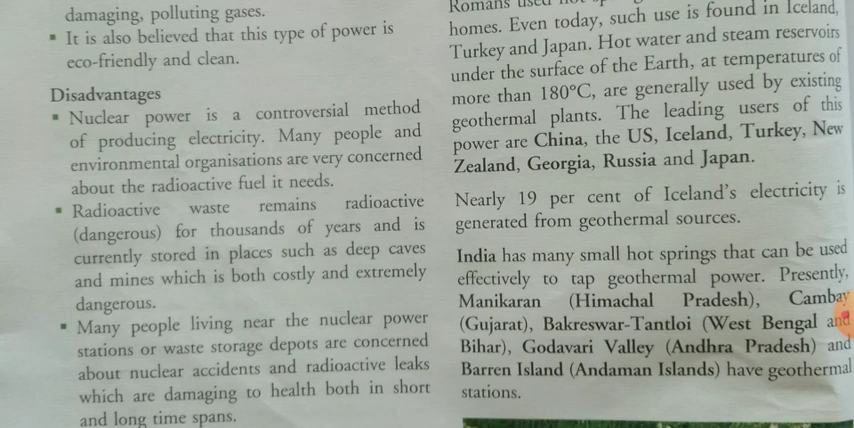 damaging, polluting gases.
▪ It is also believed that this type of power is
eco-friendly and clean.
Disadvantages
▪ Nuclear power is a controversial method
of producing electricity. Many people and
environmental organisations are very concerned
about the radioactive fuel it needs.
▪ Radioactive waste remains radioactive
(dangerous) for thousands of years and is
currently stored in places such as deep caves
and mines which is both costly and extremely
dangerous.
▪ Many people living near the nuclear power
stations or waste storage depots are concerned
about nuclear accidents and radioactive leaks
which are damaging to health both in short
and long time spans.
Romans used
homes. Even today, such use is found in Iceland,
Turkey and Japan. Hot water and steam reservoirs
under the surface of the Earth, at temperatures of
more than 180°C, are generally used by existing
geothermal plants. The leading users of this
power are China, the US, Iceland, Turkey, New
Zealand, Georgia, Russia and Japan.
Nearly 19 per cent of Iceland's electricity is
generated from geothermal sources.
India has many small hot springs that can be used
effectively to tap geothermal power. Presently,
Manikaran (Himachal Pradesh), Cambay
(Gujarat), Bakreswar-Tantloi (West Bengal and
Bihar), Godavari Valley (Andhra Pradesh) and
Barren Island (Andaman Islands) have geothermal
stations.